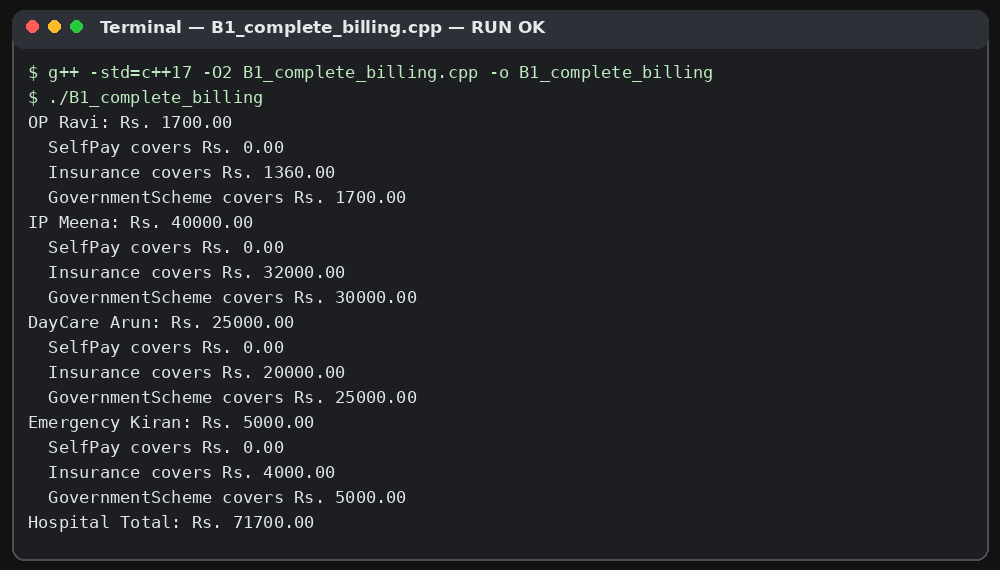 Terminal — B1_complete_billing.cpp — RUN OK
$ g++ -std=c++17 -O2 B1_complete_billing.cpp -o B1_complete_billing
$ ./B1_complete_billing
OP Ravi: Rs. 1700.00
  SelfPay covers Rs. 0.00
  Insurance covers Rs. 1360.00
  GovernmentScheme covers Rs. 1700.00
IP Meena: Rs. 40000.00
  SelfPay covers Rs. 0.00
  Insurance covers Rs. 32000.00
  GovernmentScheme covers Rs. 30000.00
DayCare Arun: Rs. 25000.00
  SelfPay covers Rs. 0.00
  Insurance covers Rs. 20000.00
  GovernmentScheme covers Rs. 25000.00
Emergency Kiran: Rs. 5000.00
  SelfPay covers Rs. 0.00
  Insurance covers Rs. 4000.00
  GovernmentScheme covers Rs. 5000.00
Hospital Total: Rs. 71700.00